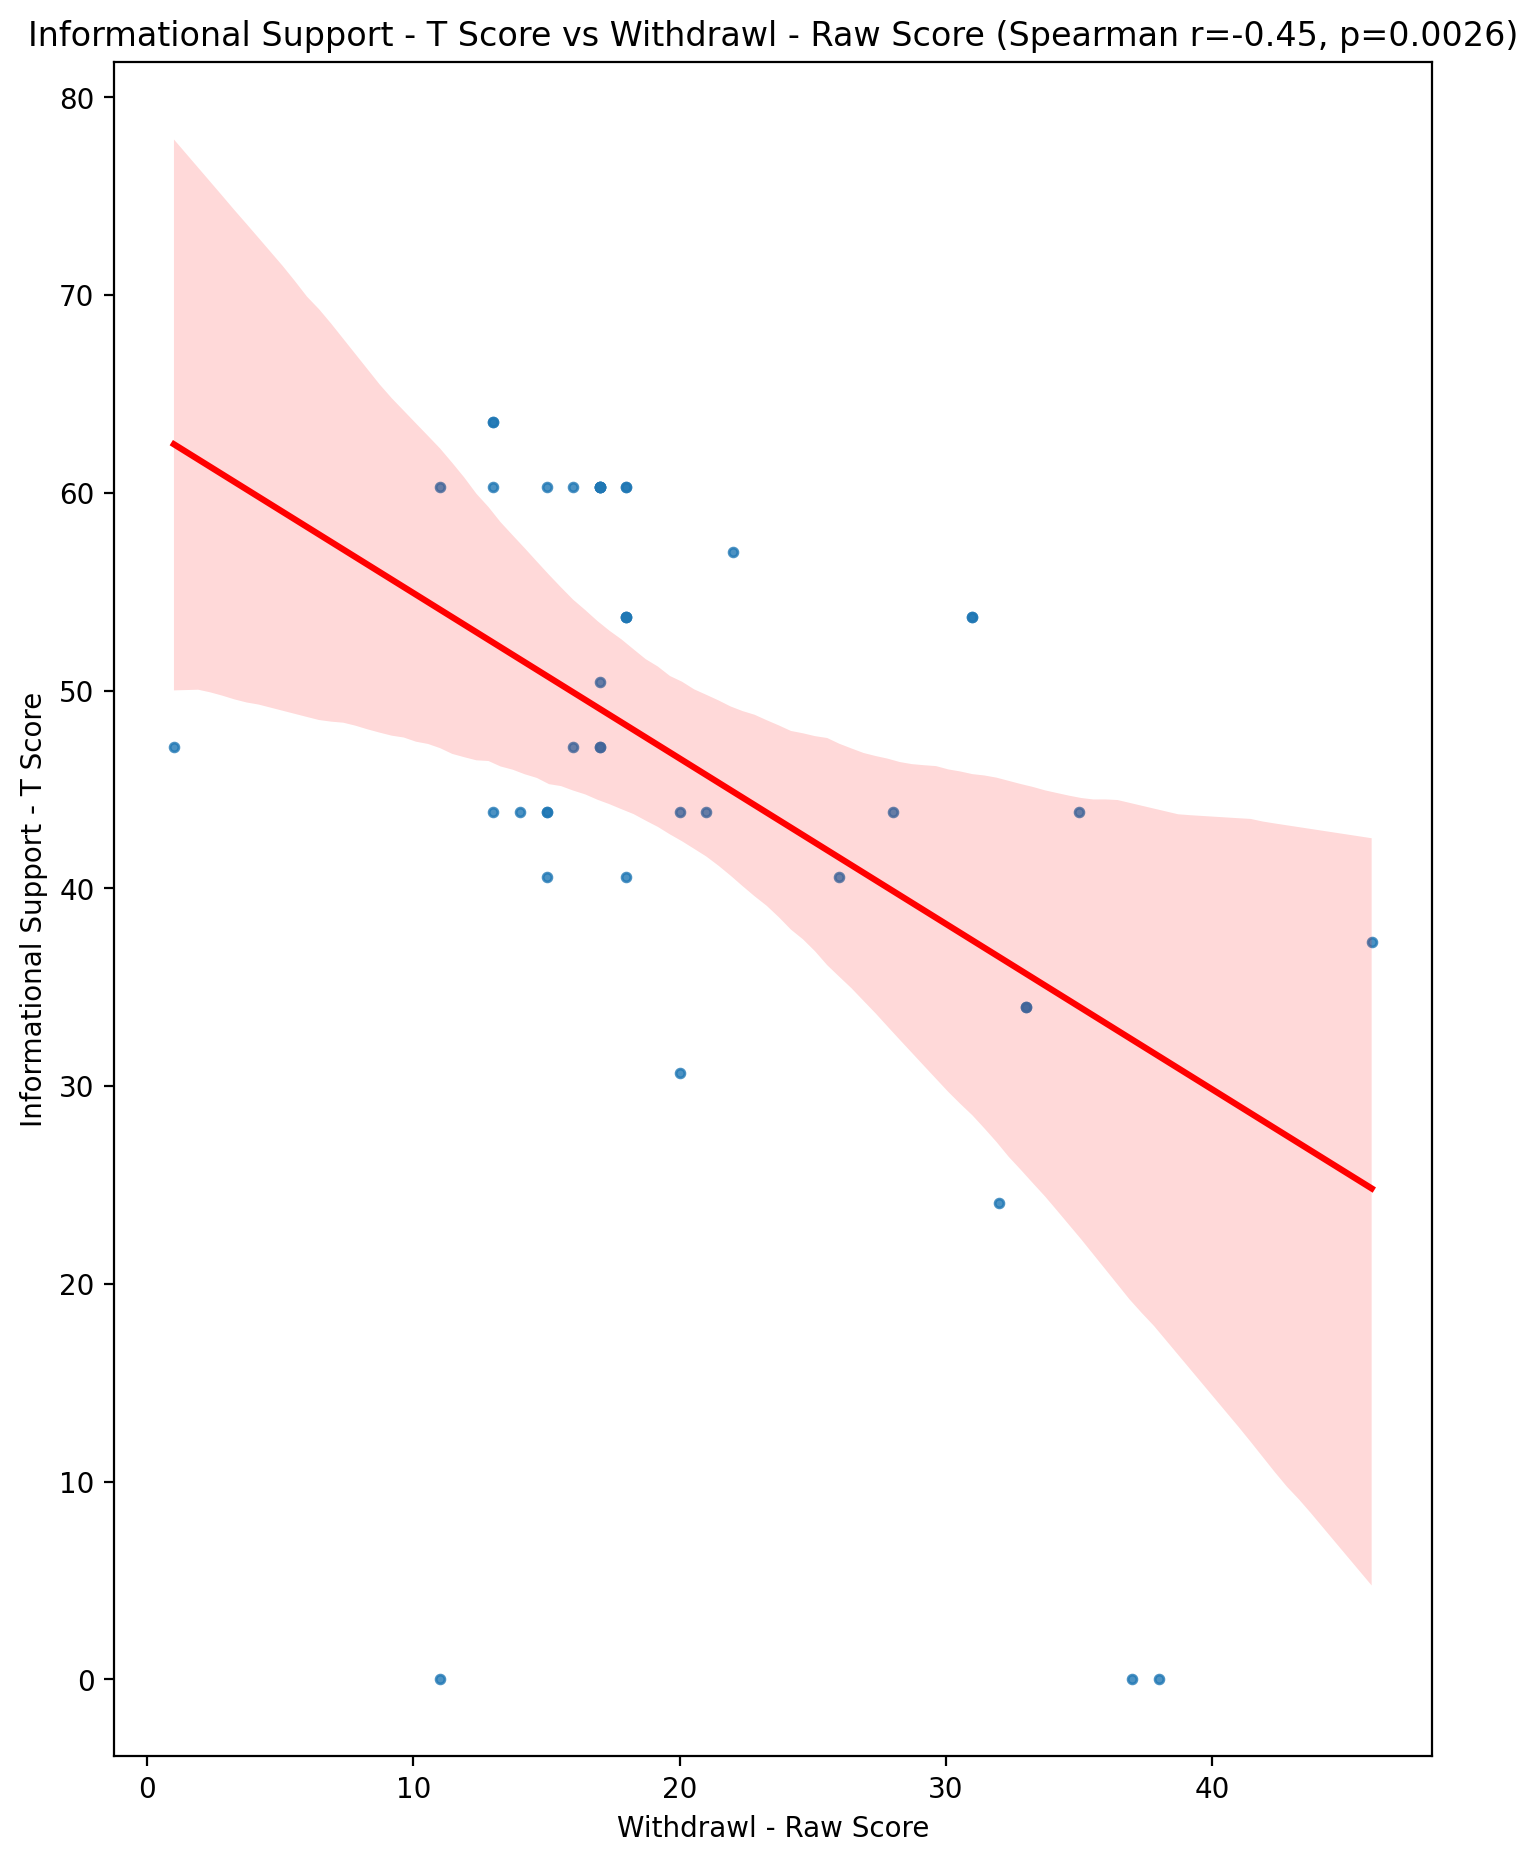 Informational Support - T Score vs Withdrawl - Raw Score (Spearman r=-0.45, p=0.0026)
80
70
60
50
40
30
20
10
0
Informational Support - T Score
0 10 20 30 40
Withdrawl - Raw Score